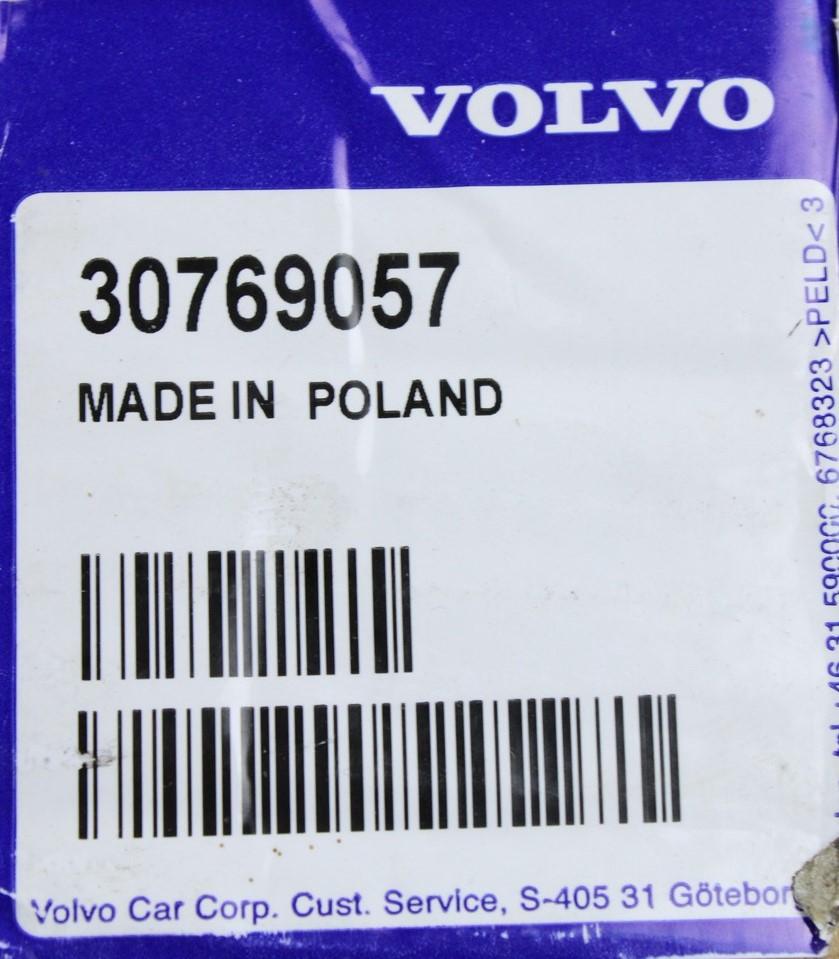 VOLVO
30769057
MADE IN POLAND
Volvo Car Corp. Cust. Service, S-405 31 Götebor
6768323 >PELD< 3